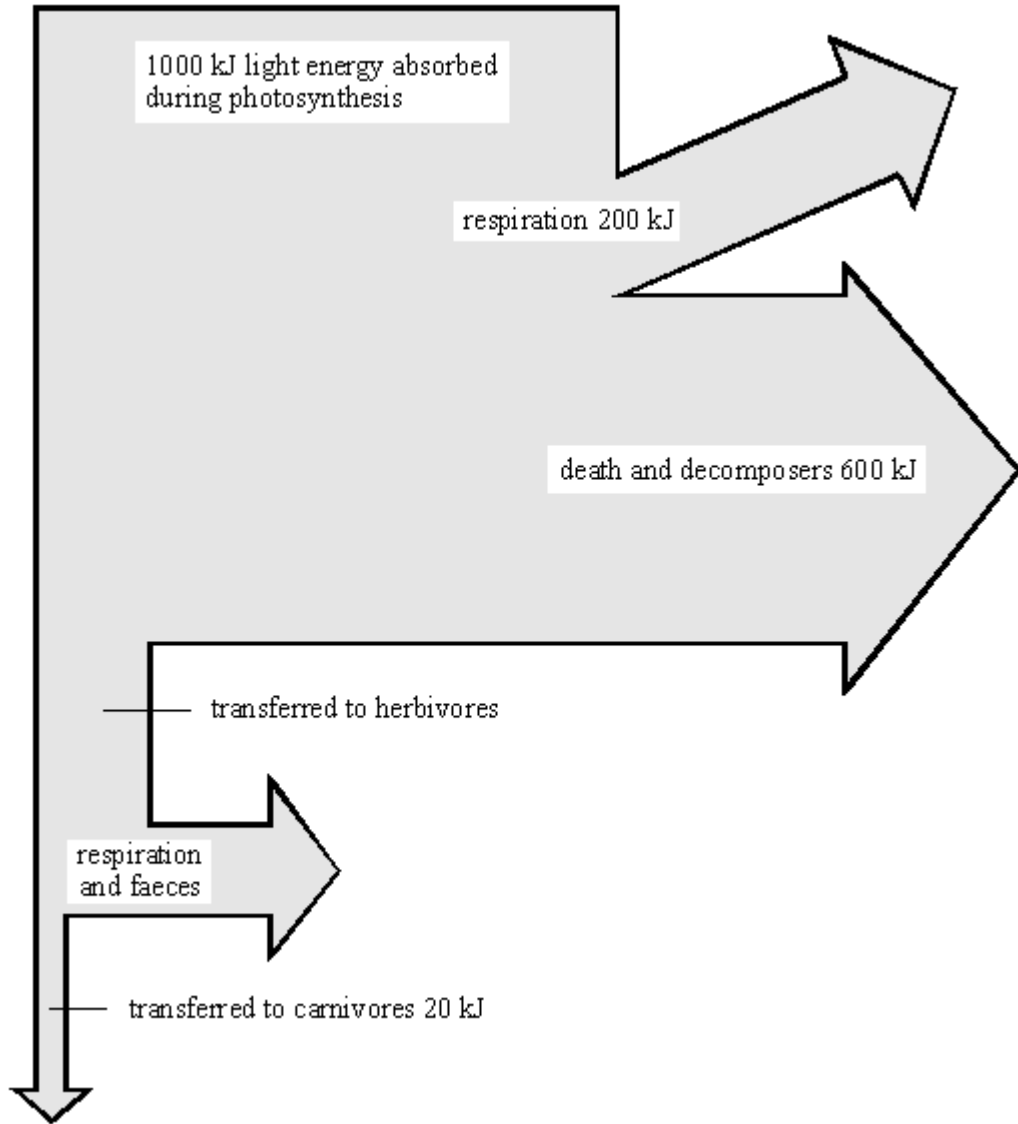 1000 kJ light energy absorbed
during photosynthesis
respiration 200 kJ
death and decomposers 600 kJ
transferred to herbivores
respiration
and faeces
transferred to carnivores 20 kJ